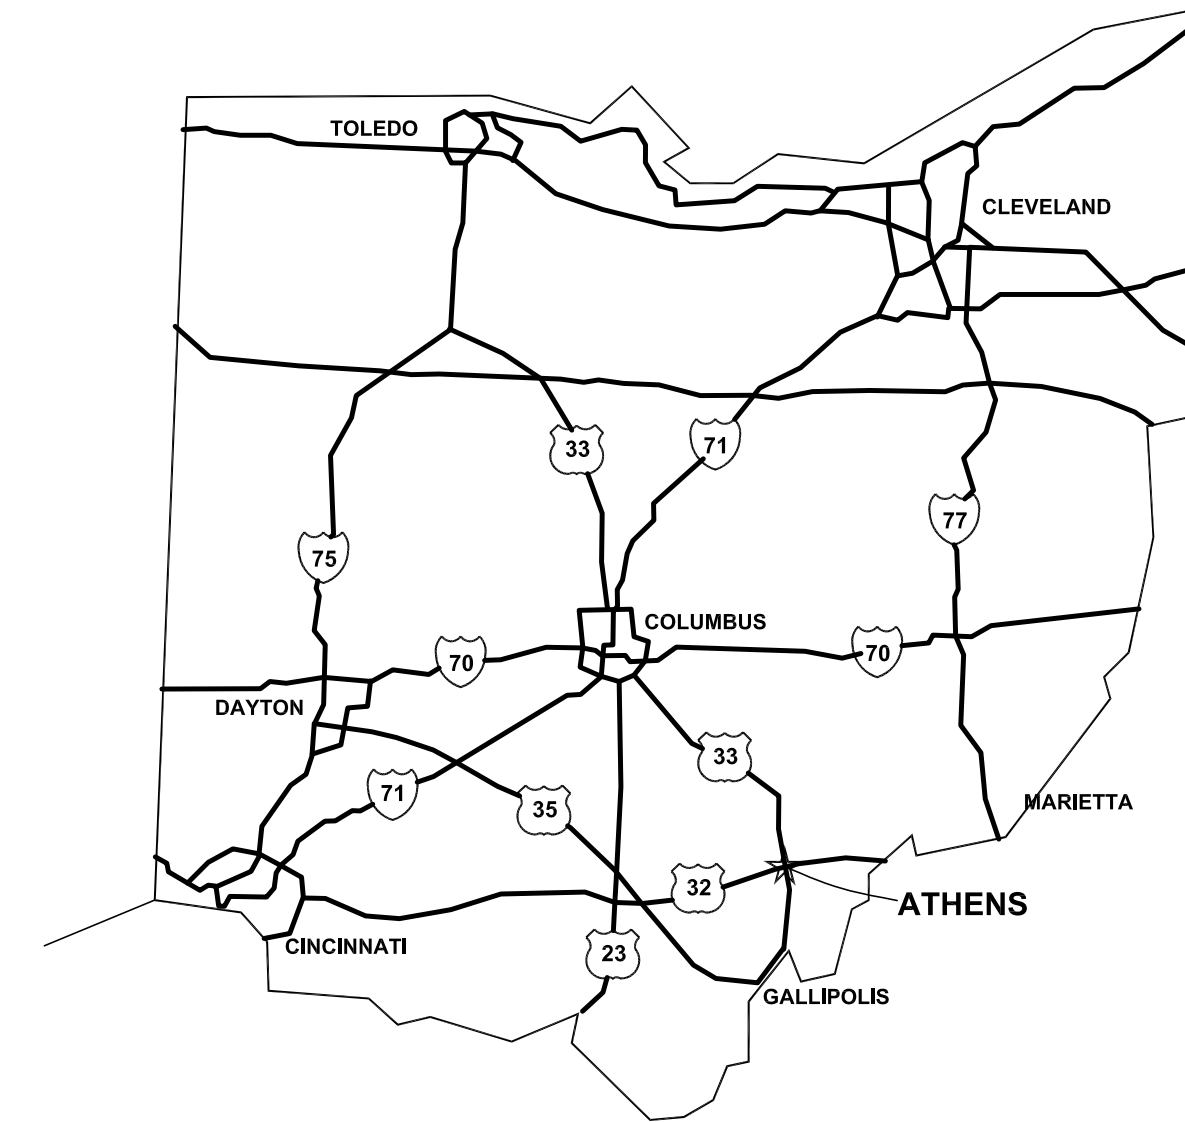 TOLEDO
CLEVELAND
33
71
77
75
COLUMBUS
70
70
DAYTON
33
71
35
MARIETTA
32
ATHENS
CINCINNATI
23
GALLIPOLIS